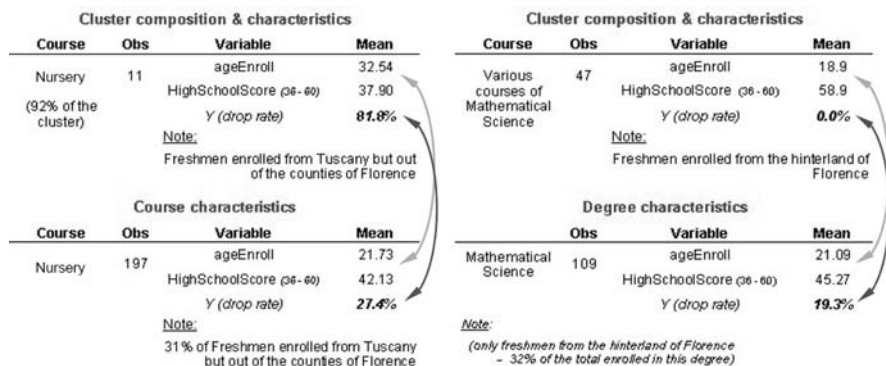 Cluster composition & characteristics
Course Obs Variable Mean
Nursery 11 ageEnroll 32.54
(92% of the cluster) HighSchoolScore (36 - 60) 37.90
Y (drop rate) 81.8%
Note:
Freshmen enrolled from Tuscany but out
of the counties of Florence
Course characteristics
Course Obs Variable Mean
Nursery 197 ageEnroll 21.73
HighSchoolScore (36 - 60) 42.13
Y (drop rate) 27.4%
Note:
31% of Freshmen enrolled from Tuscany
but out of the counties of Florence
Cluster composition & characteristics
Course Obs Variable Mean
Various courses of Mathematical Science 47 ageEnroll 18.9
HighSchoolScore (36 - 60) 58.9
Y (drop rate) 0.0%
Note:
Freshmen enrolled from the hinterland of
Florence
Degree characteristics
Course Obs Variable Mean
Mathematical Science 109 ageEnroll 21.09
HighSchoolScore (36 - 60) 45.27
Y (drop rate) 19.3%
Note:
(only freshmen from the hinterland of Florence
- 32% of the total enrolled in this degree)